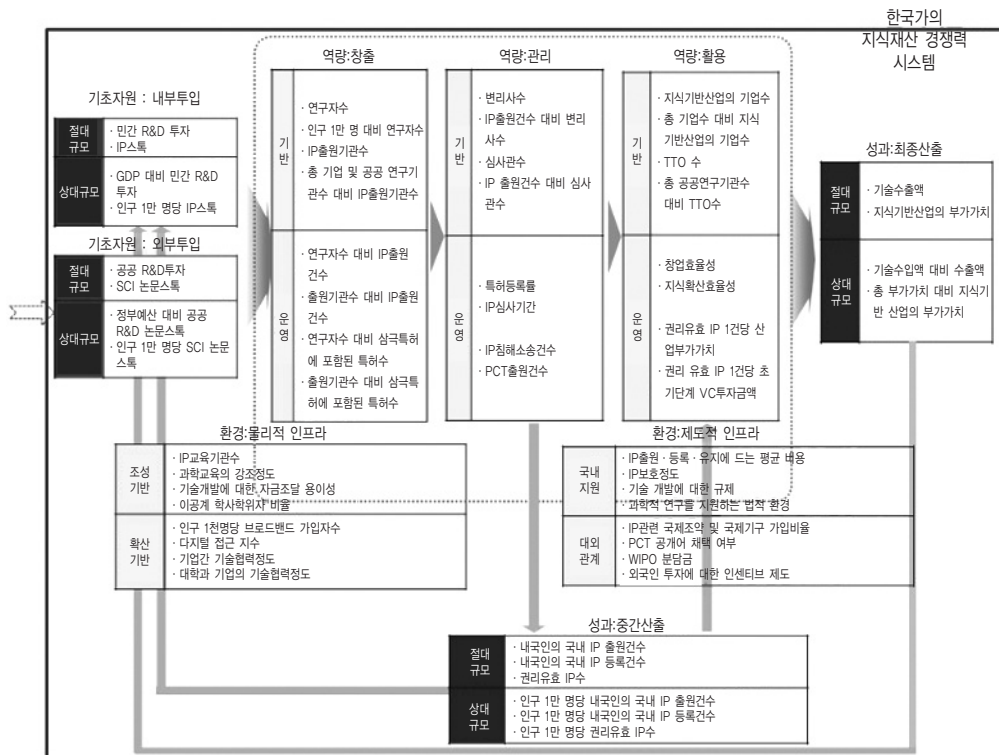 한국가의
지식재산 경쟁력
시스템
기초자원 : 내부투입
절대
규모
· 민간 R&D 투자
· IP스톡
상대규모
· GDP 대비 민간 R&D
투자
· 인구 1만 명당 IP스톡
기초자원 : 외부투입
절대
규모
· 공공 R&D투자
· SCI 논문스톡
상대규모
· 정부예산 대비 공공
R&D 논문스톡
· 인구 1만 명당 SCI 논문
스톡
역량:창출
기
반
· 연구자수
· 인구 1만 명 대비 연구자수
· IP출원기관수
· 총 기업 및 공공 연구기
관수 대비 IP출원기관수
운
영
· 연구자수 대비 IP출원
건수
· 출원기관수 대비 IP출원
건수
· 연구자수 대비 삼극특허
에 포함된 특허수
· 출원기관수 대비 삼극특
허에 포함된 특허수
역량:관리
기
반
· 변리사수
· IP출원건수 대비 변리
사수
· 심사관수
· IP 출원건수 대비 심사
관수
운
영
· 특허등록률
· IP심사기간
· IP침해소송건수
· PCT출원건수
역량:활용
기
반
· 지식기반산업의 기업수
· 총 기업수 대비 지식
기반산업의 기업수
· TTO 수
· 총 공공연구기관수
대비 TTO수
운
영
· 창업효율성
· 지식확산효율성
· 권리유효 IP 1건당 산
업부가가치
· 권리 유효 IP 1건당 초
기단계 VC투자금액
성과:최종산출
절대
규모
· 기술수출액
· 지식기반산업의 부가가치
상대
규모
· 기술수입액 대비 수출액
· 총 부가가치 대비 지식기
반 산업의 부가가치
환경:물리적 인프라
조성
기반
· IP교육기관수
· 과학교육의 강조정도
· 기술개발에 대한 자금조달 용이성
· 이공계 학사학위자 비율
확산
기반
· 인구 1천명당 브로드밴드 가입자수
· 디지털 접근 지수
· 기업간 기술협력정도
· 대학과 기업의 기술협력정도
환경:제도적 인프라
국내
지원
· IP출원 · 등록 · 유지에 드는 평균 비용
· IP보호정도
· 기술 개발에 대한 규제
· 과학적 연구를 지원하는 법적 환경
대외
관계
· IP관련 국제조약 및 국제기구 가입비율
· PCT 공개어 채택 여부
· WIPO 분담금
· 외국인 투자에 대한 인센티브 제도
성과:중간산출
절대
규모
· 내국인의 국내 IP 출원건수
· 내국인의 국내 IP 등록건수
· 권리유효 IP수
상대
규모
· 인구 1만 명당 내국인의 국내 IP 출원건수
· 인구 1만 명당 내국인의 국내 IP 등록건수
· 인구 1만 명당 권리유효 IP수